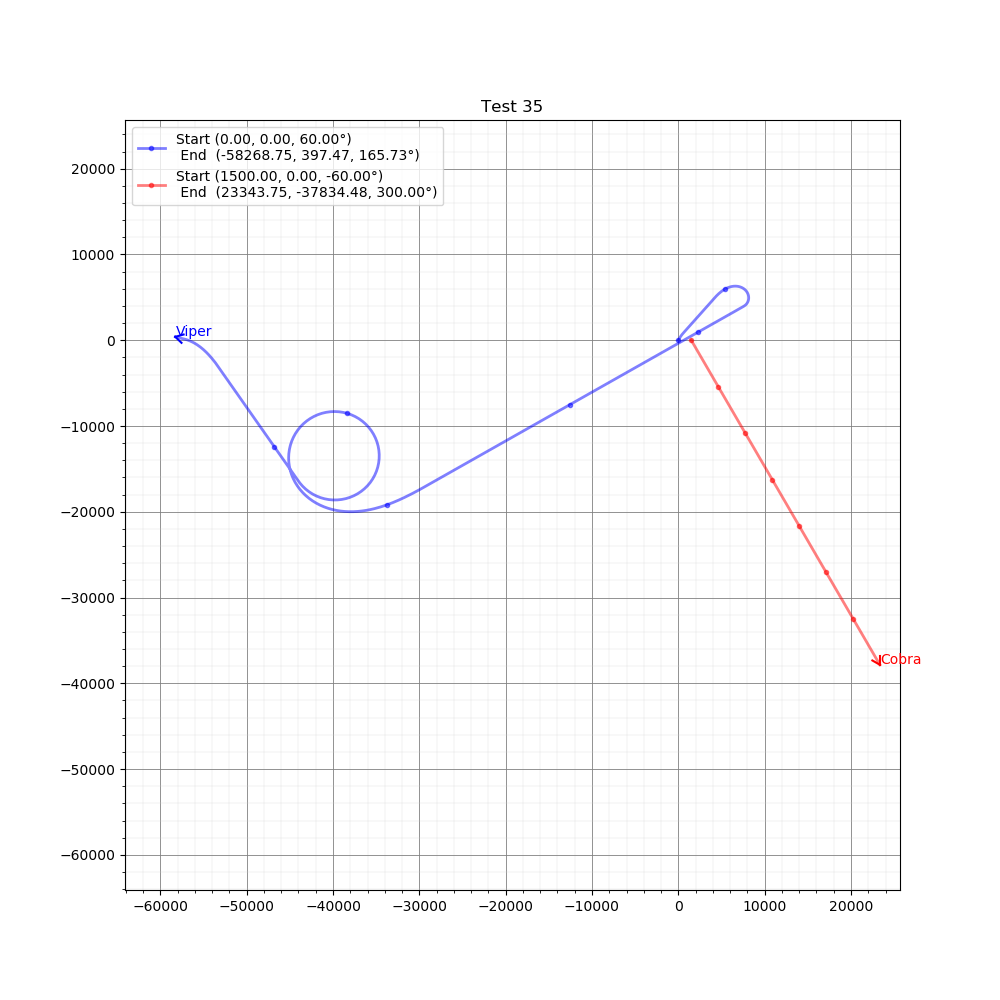 Test 35
Start (0.00, 0.00, 60.00°)
End  (-58268.75, 397.47, 165.73°)
Start (1500.00, 0.00, -60.00°)
End  (23343.75, -37834.48, 300.00°)
20000
10000
0
−10000
−20000
−30000
−40000
−50000
−60000
Viper
Cobra
−60000 −50000 −40000 −30000 −20000 −10000 0 10000 20000